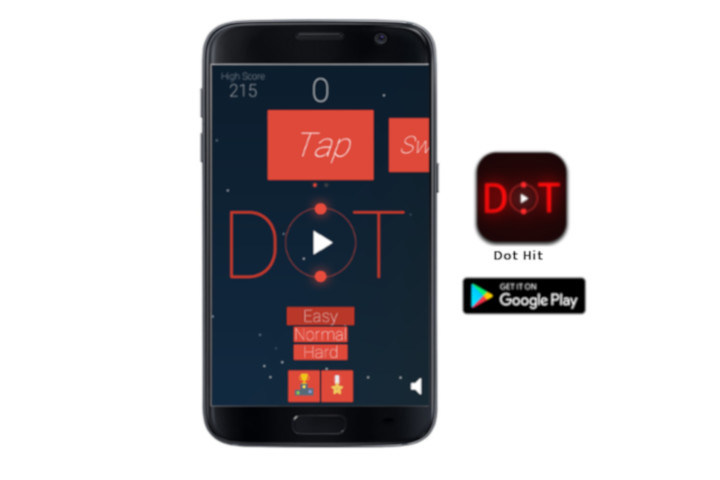 High Score
215
0
Tap
Sw
DOT
Easy
Normal
Hard
DOT
Dot Hit
GET IT ON
Google Play